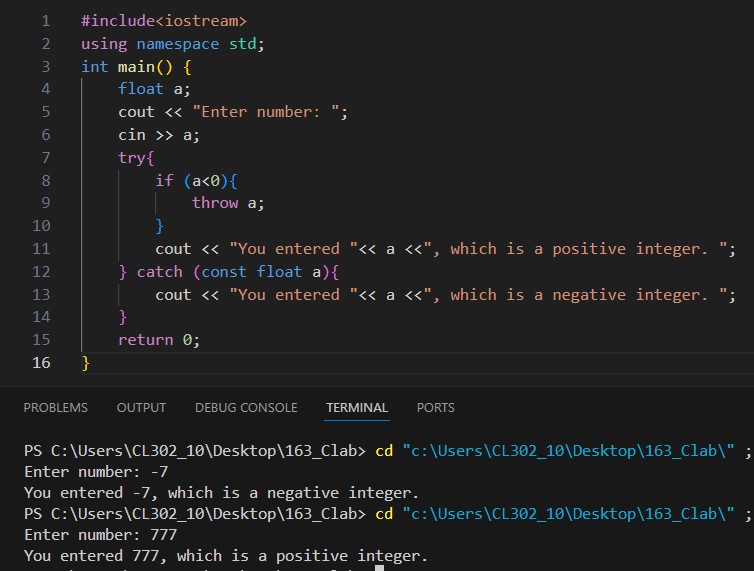 1 #include<iostream>
2 using namespace std;
3 int main() {
4 float a;
5 cout << "Enter number: ";
6 cin >> a;
7 try{
8 if (a<0){
9 throw a;
10 }
11 cout << "You entered "<< a <<", which is a positive integer. ";
12 } catch (const float a){
13 cout << "You entered "<< a <<", which is a negative integer. ";
14 }
15 return 0;
16 }
PROBLEMS OUTPUT DEBUG CONSOLE TERMINAL PORTS
PS C:\Users\CL302_10\Desktop\163_Clab> cd "c:\Users\CL302_10\Desktop\163_Clab\" ;
Enter number: -7
You entered -7, which is a negative integer.
PS C:\Users\CL302_10\Desktop\163_Clab> cd "c:\Users\CL302_10\Desktop\163_Clab\" ;
Enter number: 777
You entered 777, which is a positive integer.